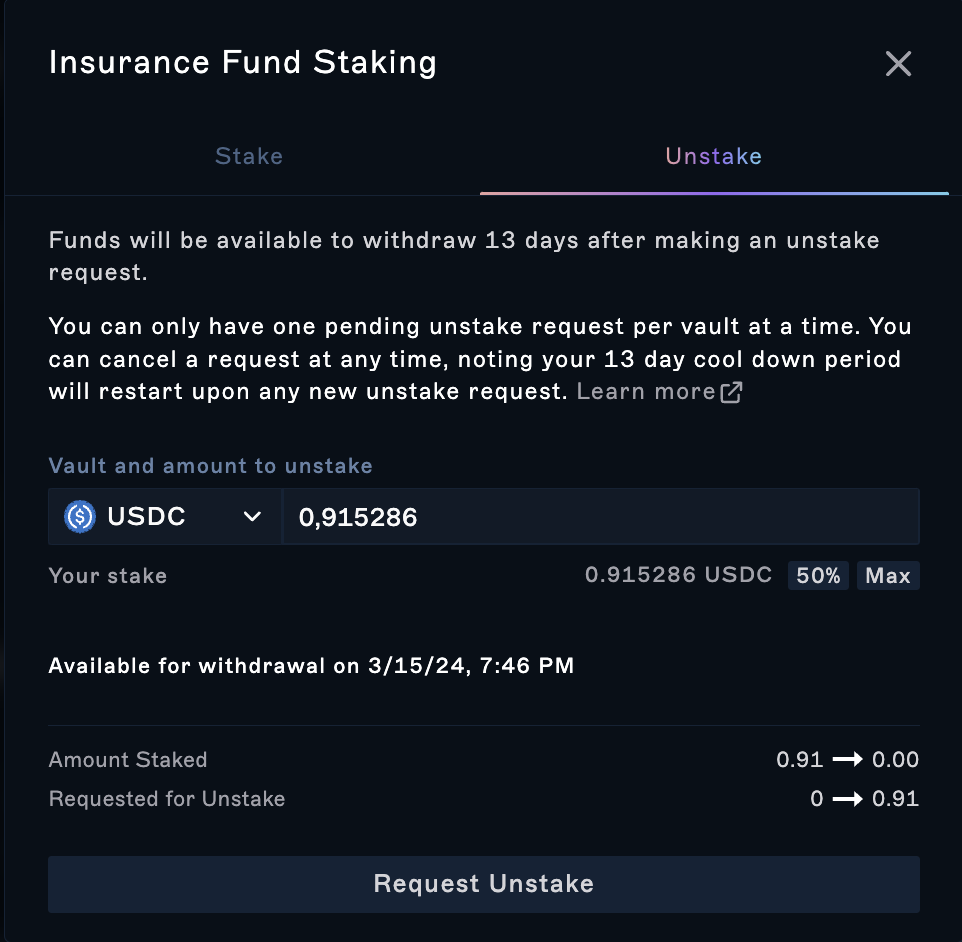 Insurance Fund Staking
Stake
Unstake
Funds will be available to withdraw 13 days after making an unstake
request.
You can only have one pending unstake request per vault at a time. You
can cancel a request at any time, noting your 13 day cool down period
will restart upon any new unstake request. Learn more
Vault and amount to unstake
USDC 0,915286
Your stake 0.915286 USDC 50% Max
Available for withdrawal on 3/15/24, 7:46 PM
Amount Staked 0.91 → 0.00
Requested for Unstake 0 → 0.91
Request Unstake